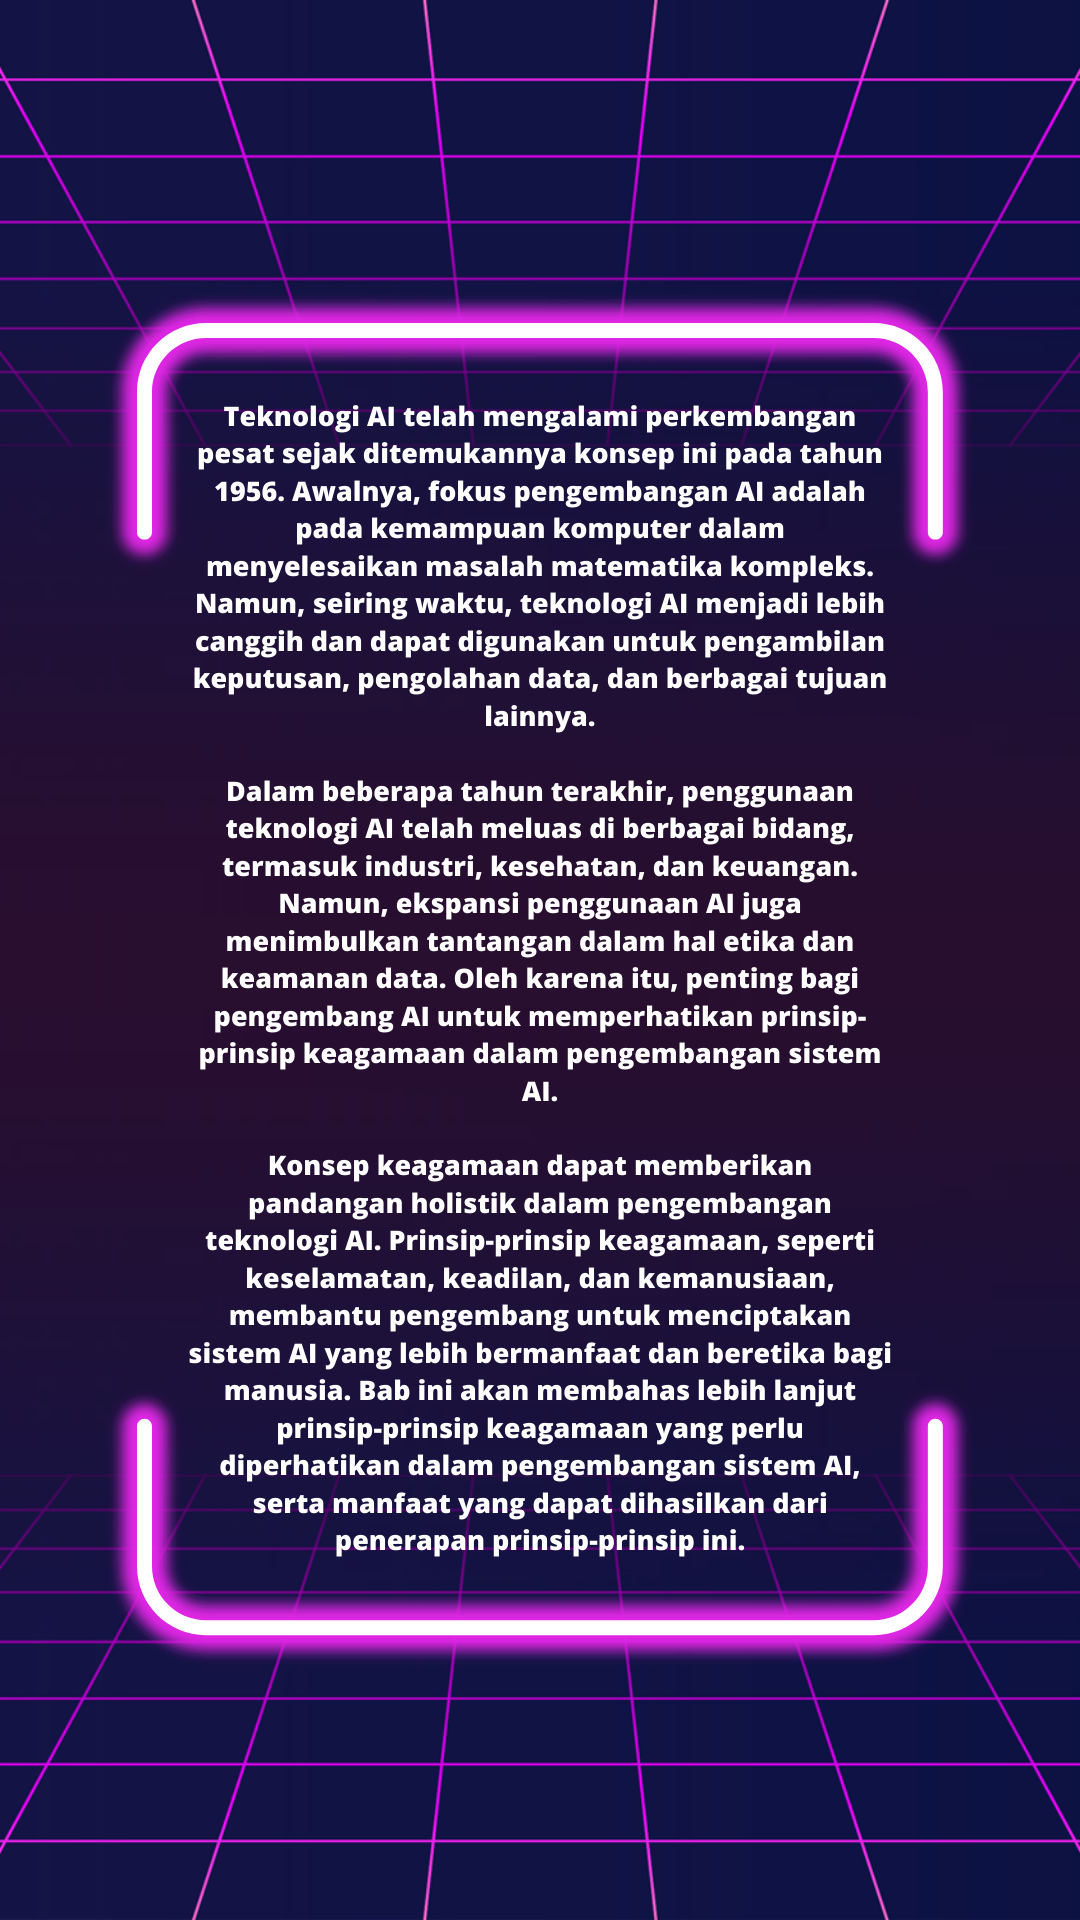 Teknologi AI telah mengalami perkembangan
pesat sejak ditemukannya konsep ini pada tahun
1956. Awalnya, fokus pengembangan AI adalah
pada kemampuan komputer dalam
menyelesaikan masalah matematika kompleks.
Namun, seiring waktu, teknologi AI menjadi lebih
canggih dan dapat digunakan untuk pengambilan
keputusan, pengolahan data, dan berbagai tujuan
lainnya.
Dalam beberapa tahun terakhir, penggunaan
teknologi AI telah meluas di berbagai bidang,
termasuk industri, kesehatan, dan keuangan.
Namun, ekspansi penggunaan AI juga
menimbulkan tantangan dalam hal etika dan
keamanan data. Oleh karena itu, penting bagi
pengembang AI untuk memperhatikan prinsip-
prinsip keagamaan dalam pengembangan sistem
AI.
Konsep keagamaan dapat memberikan
pandangan holistik dalam pengembangan
teknologi AI. Prinsip-prinsip keagamaan, seperti
keselamatan, keadilan, dan kemanusiaan,
membantu pengembang untuk menciptakan
sistem AI yang lebih bermanfaat dan beretika bagi
manusia. Bab ini akan membahas lebih lanjut
prinsip-prinsip keagamaan yang perlu
diperhatikan dalam pengembangan sistem AI,
serta manfaat yang dapat dihasilkan dari
penerapan prinsip-prinsip ini.